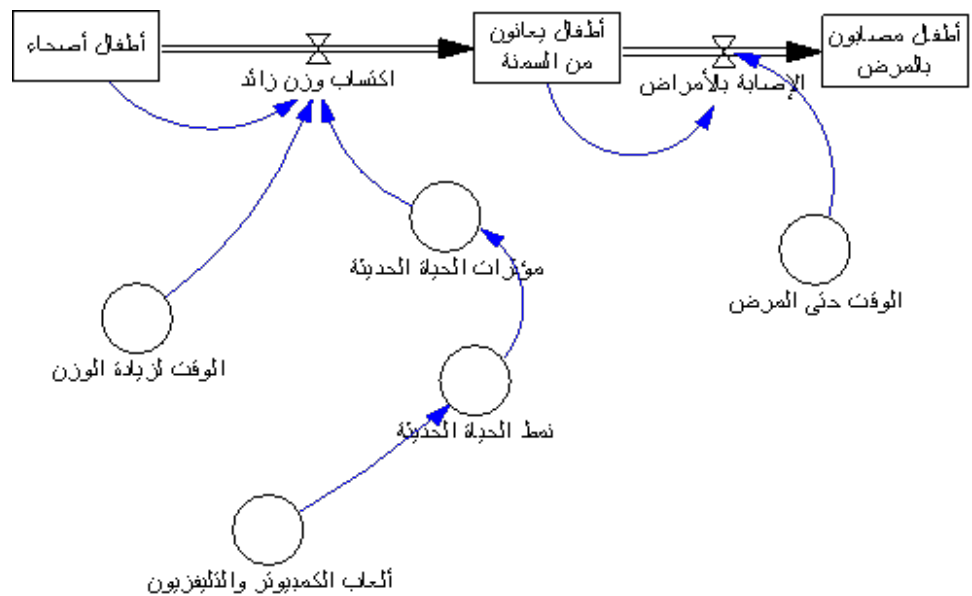 أطفال أصحاء
أطفال يعانون
من السمنة
أطفل مصابون
بالمرض
اكتساب وزن زائد
الإصابة بالأمراض
مؤثرات الحياة الحديثة
الوقت حتى المرض
الوقت لزيادة الوزن
نمط الحياة الحديثة
ألعاب الكمبيوتر والتليفزيون